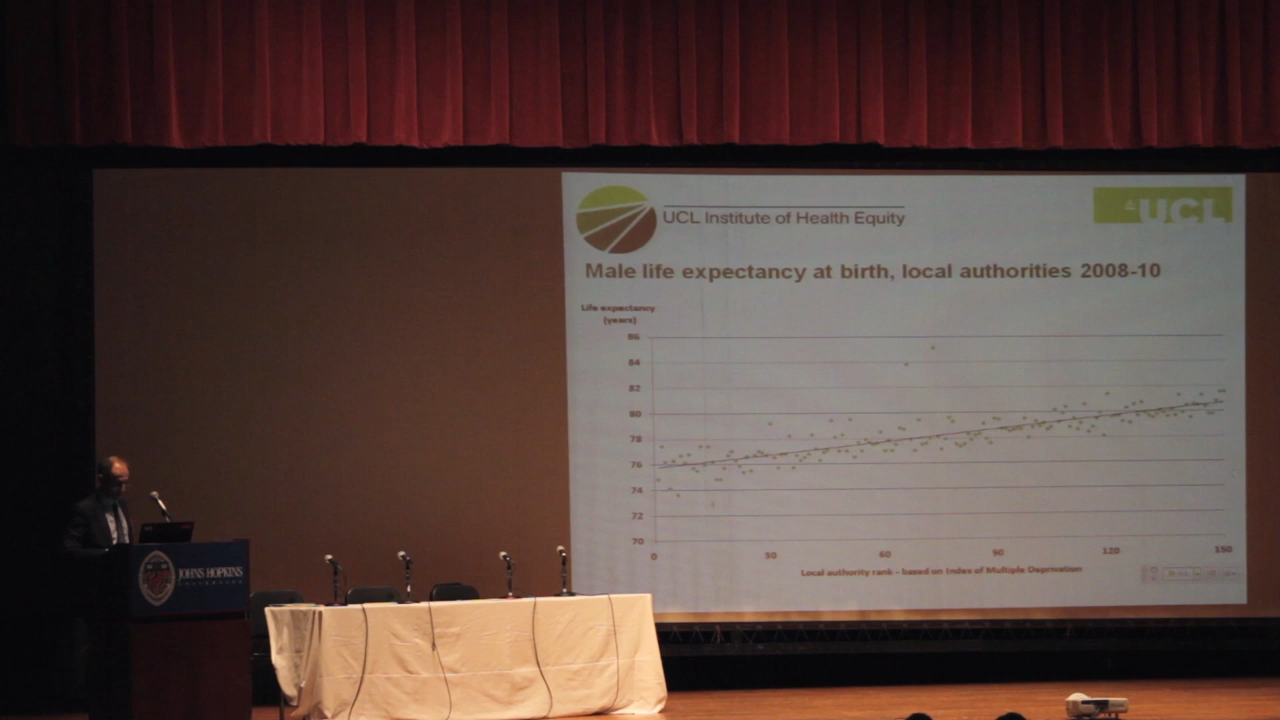 UCL Institute of Health Equity
UCL
Male life expectancy at birth, local authorities 2008-10
Life expectancy
(years)
86
84
82
80
78
76
74
72
70
0
30
60
90
120
150
Local authority rank - based on Index of Multiple Deprivation
JOHNS HOPKINS